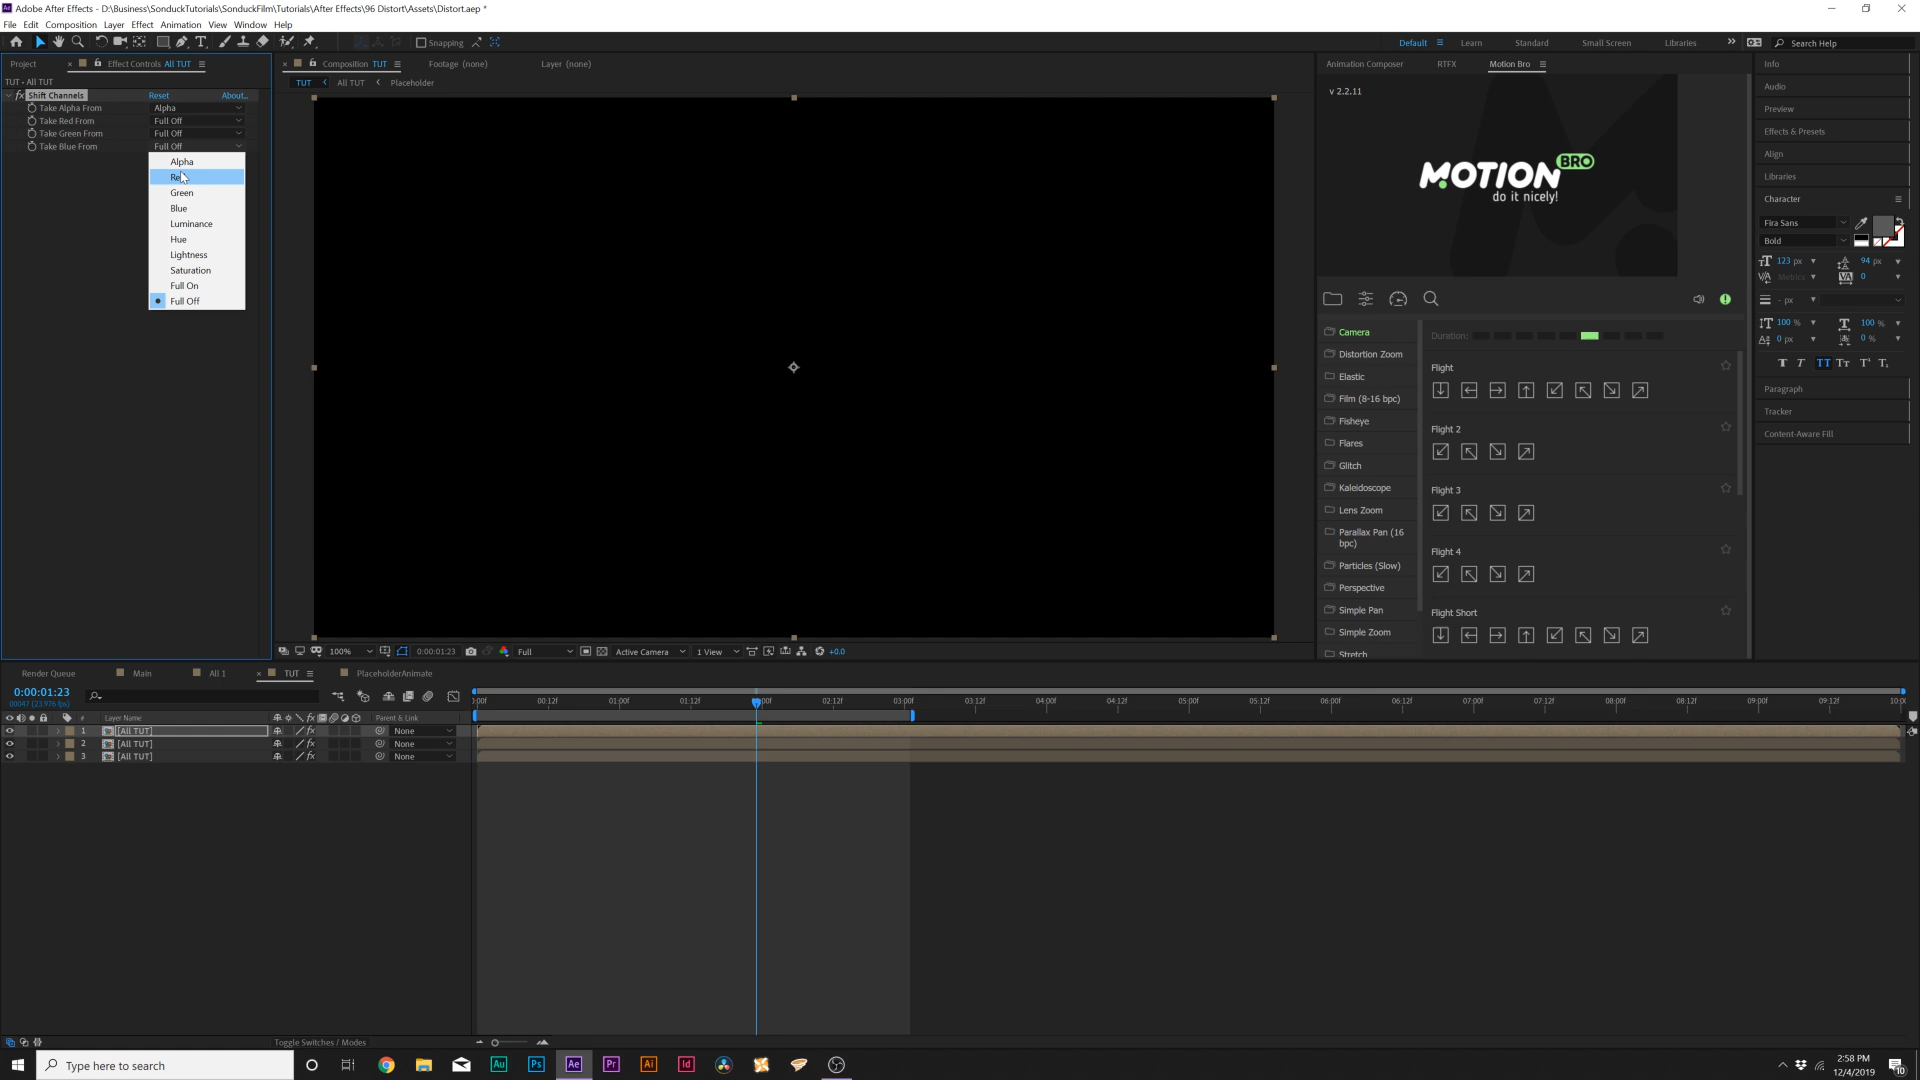 Adobe After Effects - D:\Business\SonduckTutorials\SonduckFilm\Tutorials\After Effects\96 Distort\Assets\Distort.aep *
File Edit Composition Layer Effect Animation View Window Help
Snapping
Default Learn Standard Small Screen Libraries Search Help
Project Effect Controls All TUT
TUT • All TUT
fx Shift Channels Reset About...
Take Alpha From Alpha
Take Red From Full Off
Take Green From Full Off
Take Blue From Full Off
Alpha
Green
Blue
Luminance
Hue
Lightness
Saturation
Full On
Full Off
Composition TUT Footage (none) Layer (none)
TUT All TUT Placeholder
100% 0:00:01:23 Full Active Camera 1 View +0.0
Animation Composer RTFX Motion Bro
v 2.2.11
MOTION BRO
do it nicely!
Camera
Distortion Zoom
Elastic
Film (8-16 bpc)
Fisheye
Flares
Glitch
Kaleidoscope
Lens Zoom
Parallax Pan (16
bpc)
Particles (Slow)
Perspective
Simple Pan
Simple Zoom
Stretch
Duration:
Flight
Flight 2
Flight 3
Flight 4
Flight Short
Info
Audio
Preview
Effects & Presets
Align
Libraries
Character
Fira Sans
Bold
123 px 94 px
Metrics 0
- px
100 % 100 %
0 px 0 %
Paragraph
Tracker
Content-Aware Fill
Render Queue Main All 1 TUT PlaceholderAnimate
0:00:01:23
00047 (23.976 fps)
# Layer Name Parent & Link
1 [All TUT] None
2 [All TUT] None
3 [All TUT] None
00:12f 01:00f 01:12f 02:12f 03:00f 03:12f 04:00f 04:12f 05:00f 05:12f 06:00f 06:12f 07:00f 07:12f 08:00f 08:12f 09:00f 09:12f
Toggle Switches / Modes
Type here to search
Au Ps Ae Pr Ai Id
2:58 PM
12/4/2019
10